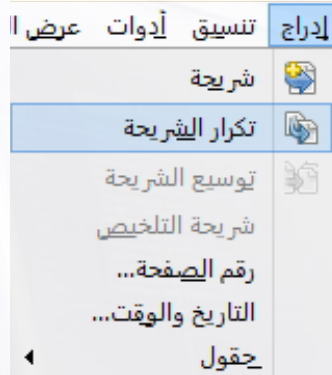 إدراج تنسيق أدوات عرض ا
شريحة
تكرار الشريحة
توسيع الشريحة
شريحة التلخيص
رقم الصفحة...
التاريخ والوقت...
حقول